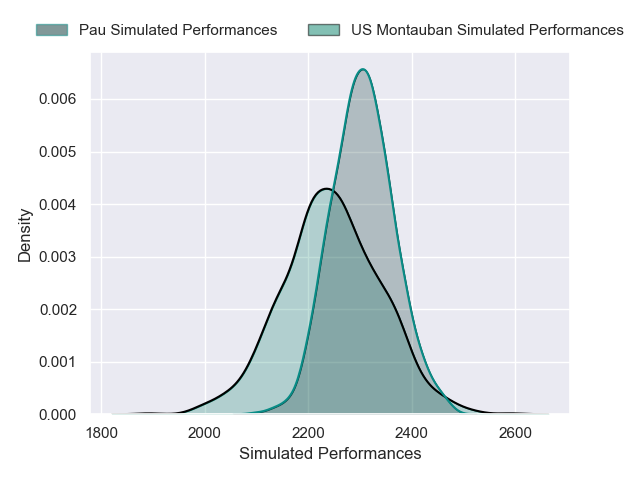 Pau Simulated Performances US Montauban Simulated Performances
0.006
0.005
0.004
0.003
0.002
0.001
0.000
Density
1800 2000 2200 2400 2600
Simulated Performances